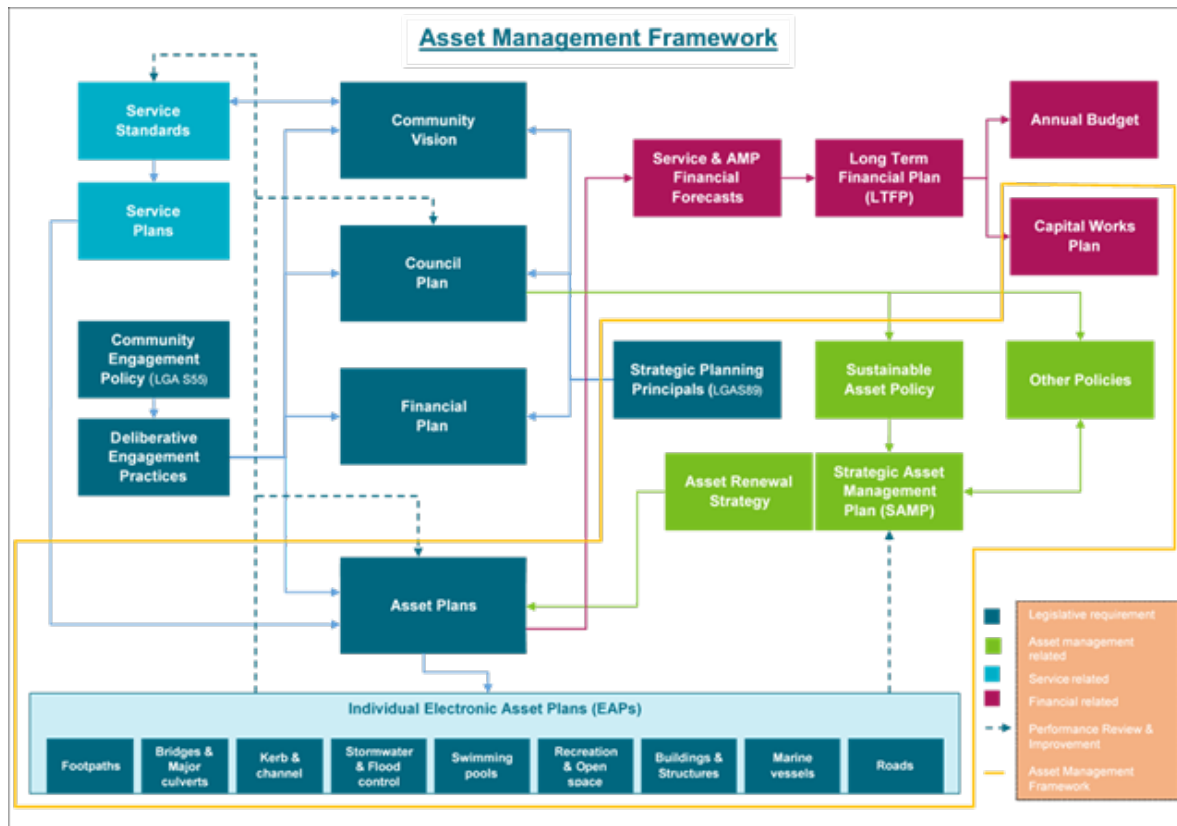 Asset Management Framework
Service
Standards
Community
Vision
Annual Budget
Service & AMP
Financial
Forecasts
Long Term
Financial Plan
(LTFP)
Service
Plans
Council
Plan
Capital Works
Plan
Community
Engagement
Policy (LGA S55)
Strategic Planning
Principals (LGAS89)
Sustainable
Asset Policy
Other Policies
Financial
Plan
Deliberative
Engagement
Practices
Asset Renewal
Strategy
Strategic Asset
Management
Plan (SAMP)
Asset Plans
Legislative requirement
Asset management
related
Service related
Financial related
Performance Review &
Improvement
Asset Management
Framework
Individual Electronic Asset Plans (EAPs)
Footpaths
Bridges &
Major
culverts
Kerb &
channel
Stormwater
& Flood
control
Swimming
pools
Recreation
& Open
space
Buildings &
Structures
Marine
vessels
Roads